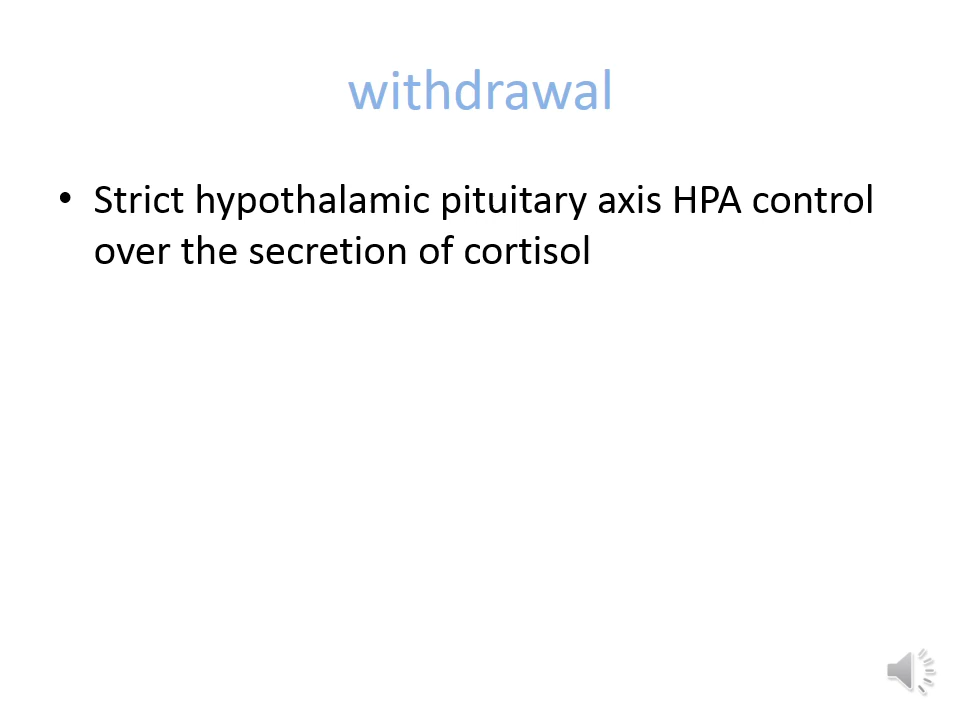 withdrawal
• Strict hypothalamic pituitary axis HPA control
over the secretion of cortisol